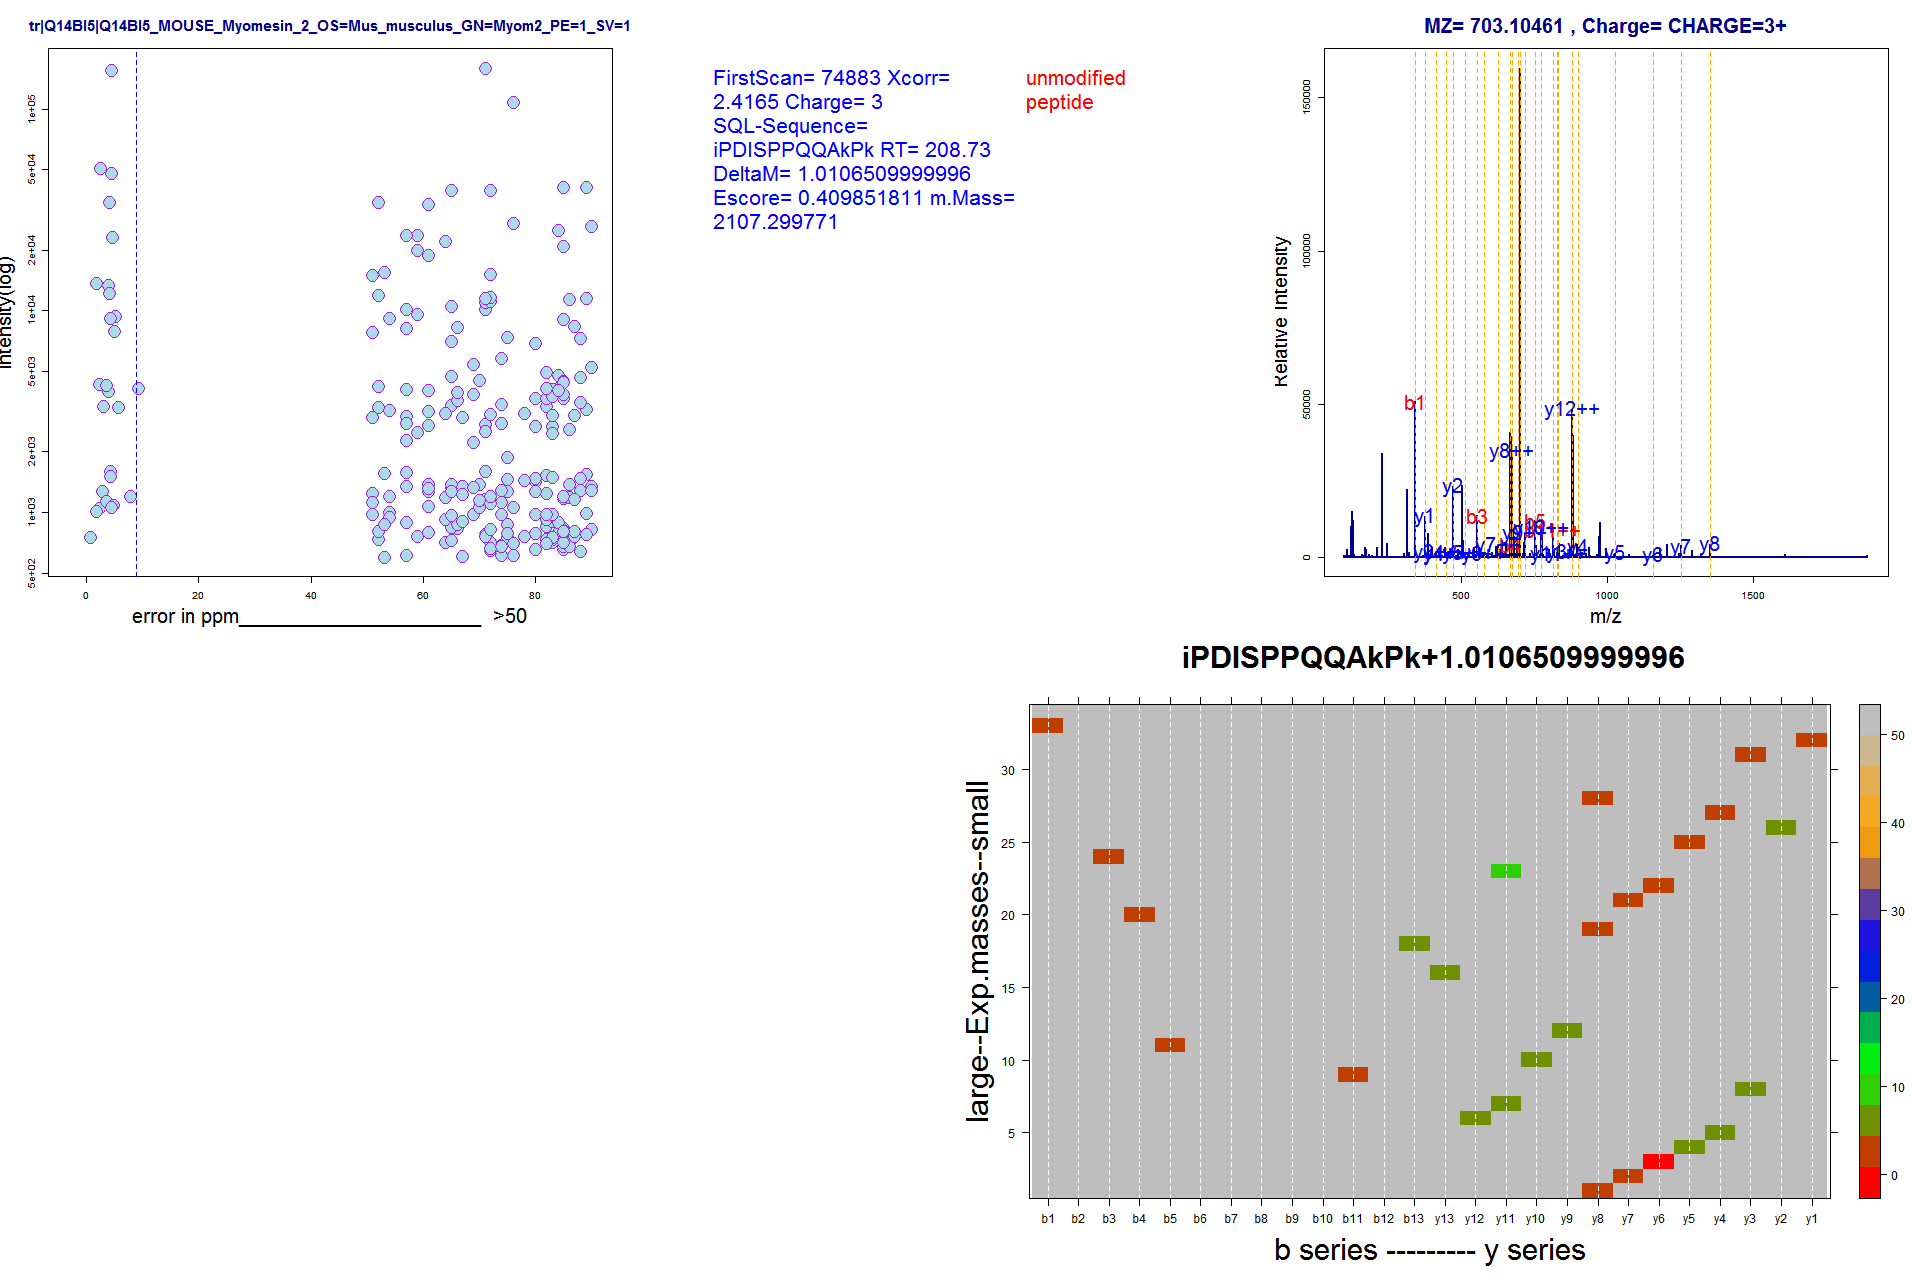 tr|Q14BI5|Q14BI5_MOUSE_Myomesin_2_OS=Mus_musculus_GN=Myom2_PE=1_SV=1
intensity(log)
1e+05
5e+04
2e+04
1e+04
5e+03
2e+03
1e+03
5e+02
0
20
40
60
80
error in ppm______________________ >50
FirstScan= 74883 Xcorr=
2.4165 Charge= 3
SQL-Sequence=
iPDISPPQQAkPk RT= 208.73
DeltaM= 1.0106509999996
Escore= 0.409851811 m.Mass=
2107.299771
unmodified
peptide
MZ= 703.10461 , Charge= CHARGE=3+
Relative Intensity
150000
100000
50000
0
b1
y12++
y8++
y2
y1
b3
b5
y7
y4
y5
y6
y7
y8
500
1000
1500
m/z
iPDISPPQQAkPk+1.0106509999996
large--Exp.masses--small
30
25
20
15
10
5
b1 b2 b3 b4 b5 b6 b7 b8 b9 b10 b11 b12 b13 y13 y12 y11 y10 y9 y8 y7 y6 y5 y4 y3 y2 y1
b series --------- y series
50
40
30
20
10
0